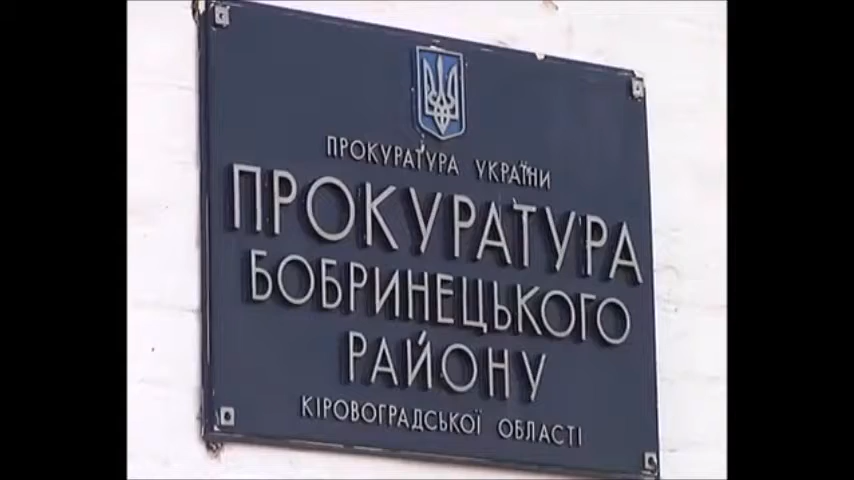 ПРОКУРАТУРА УКРАЇНИ
ПРОКУРАТУРА
БОБРИНЕЦЬКОГО
РАЙОНУ
КІРОВОГРАДСЬКОЇ ОБЛАСТІ